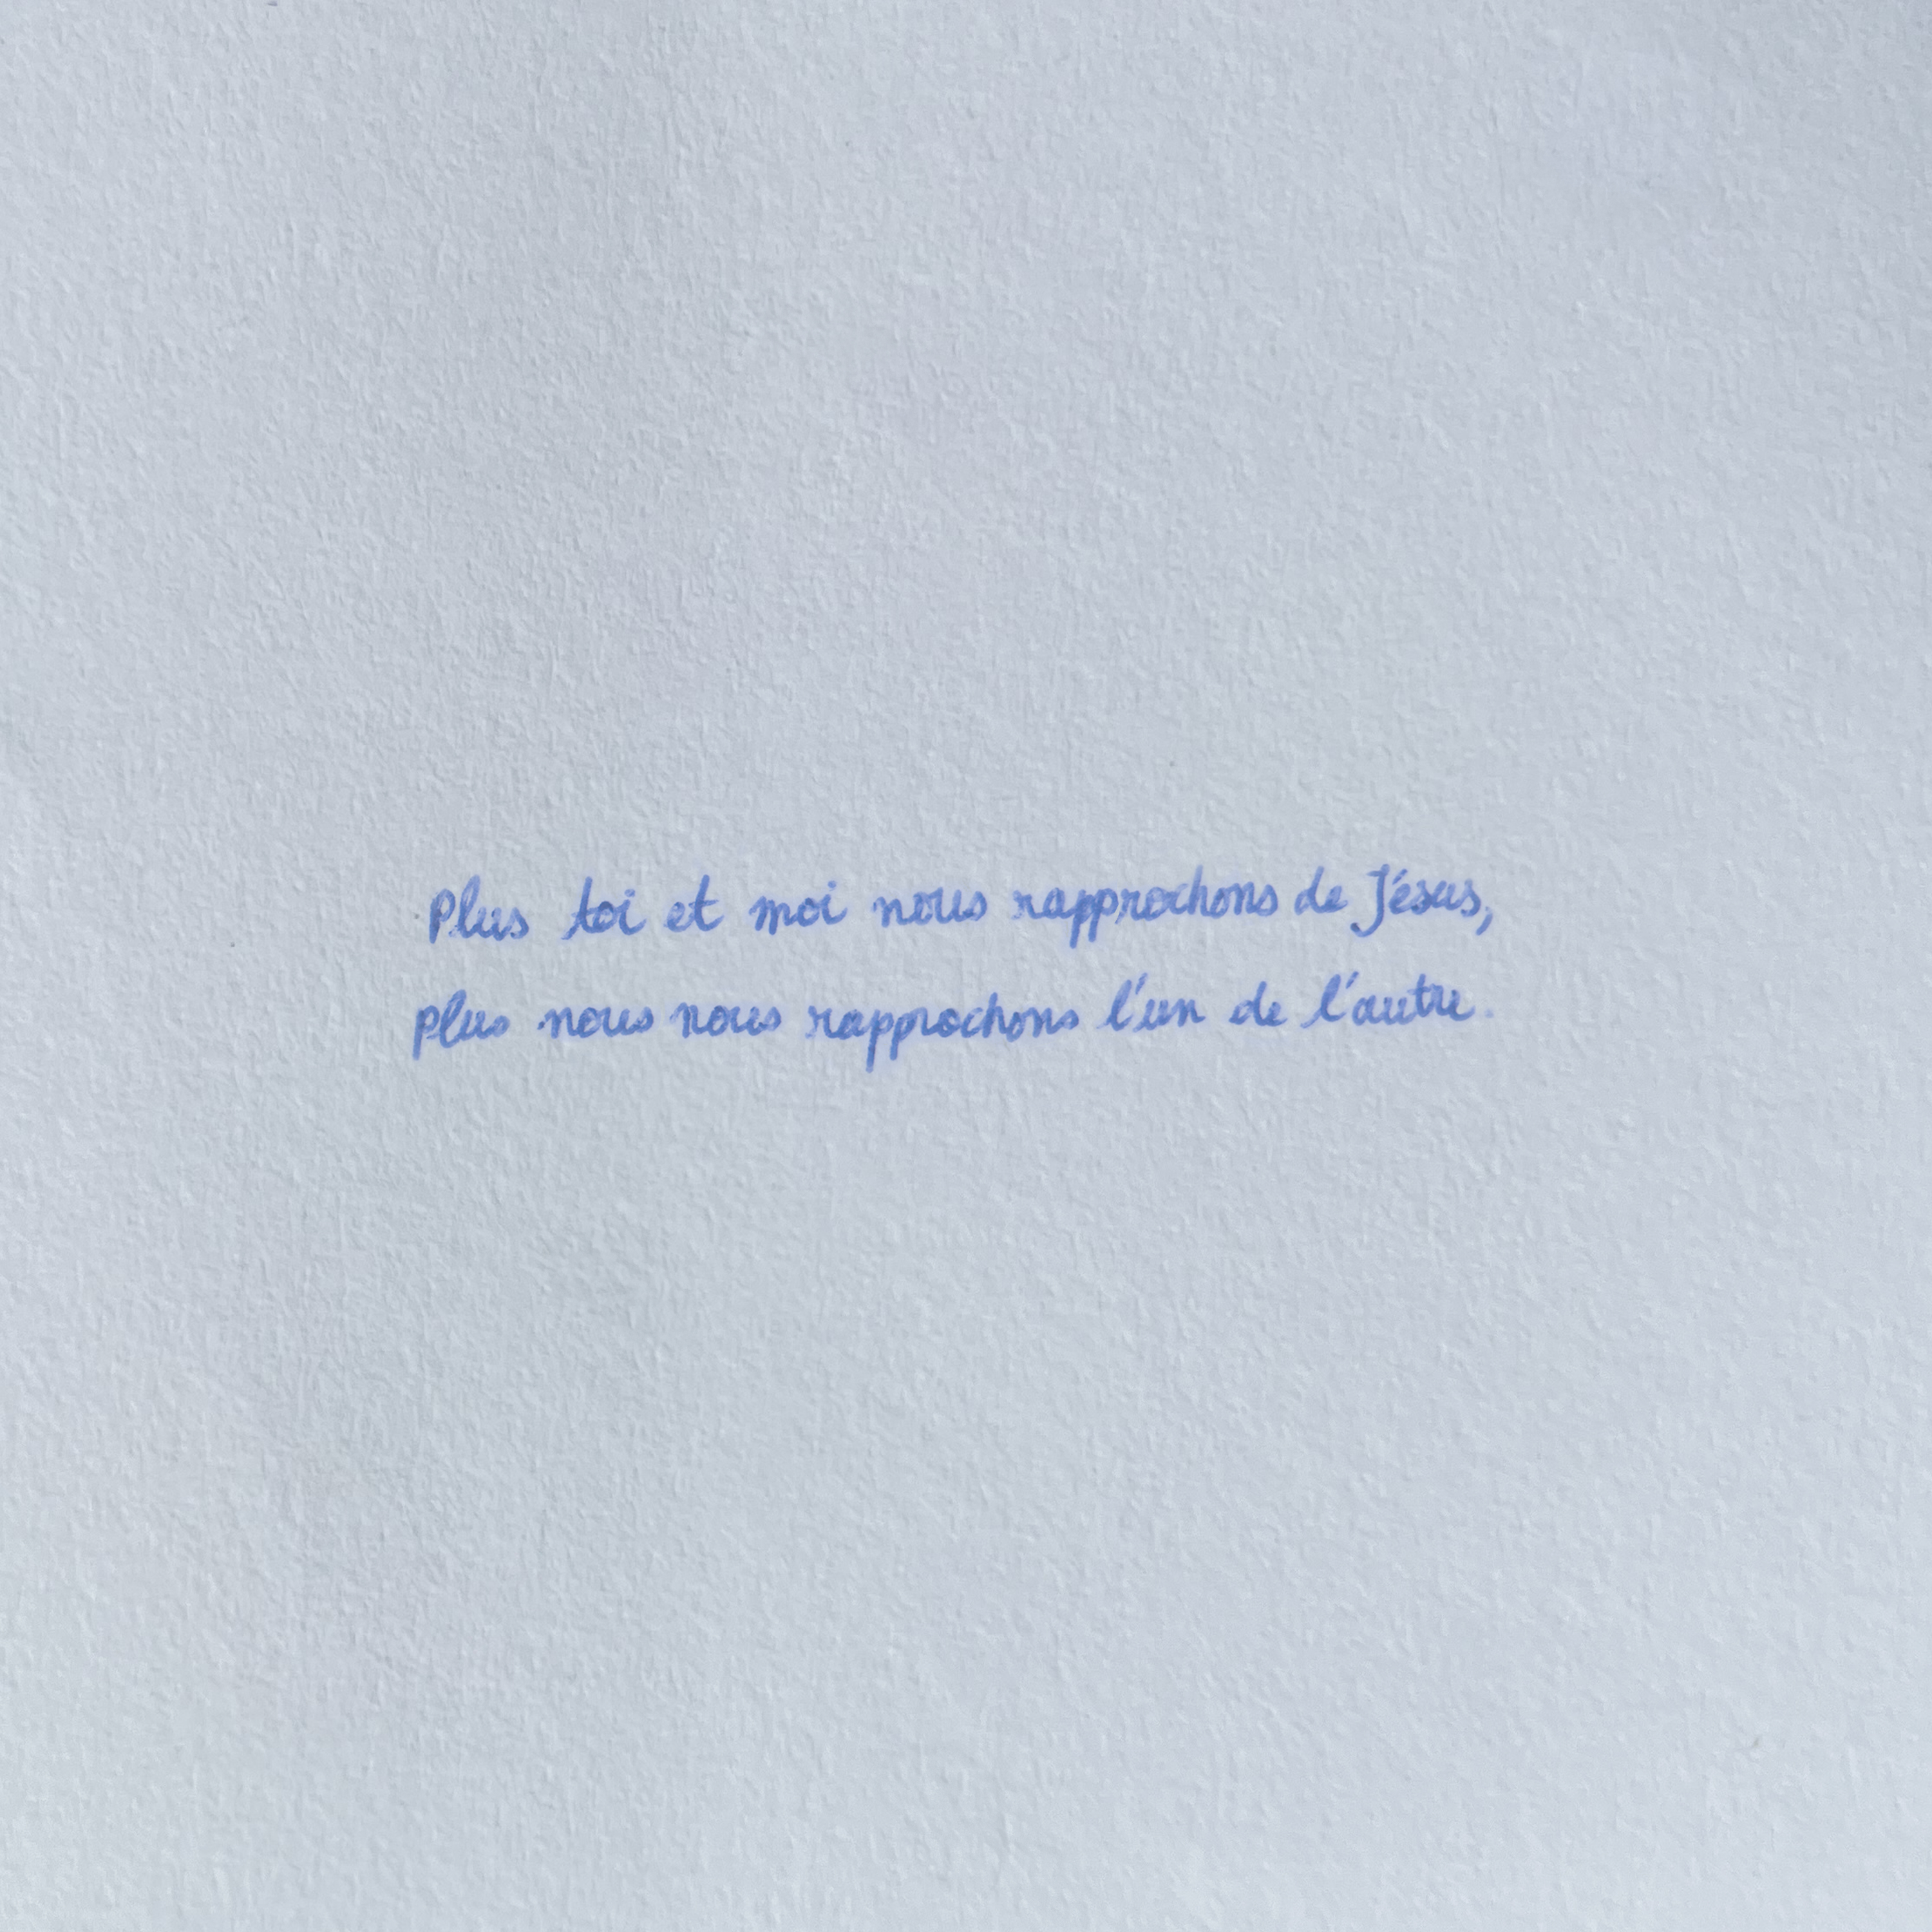 Plus toi et moi nous rapprochons de Jésus,
plus nous nous rapprochons l'un de l'autre.